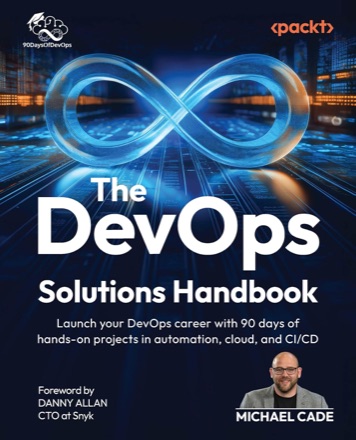 90DaysOfDevOps
<packt>
The
DevOps
Solutions Handbook
Launch your DevOps career with 90 days of
hands-on projects in automation, cloud, and CI/CD
Foreword by
DANNY ALLAN
CTO at Snyk
MICHAEL CADE